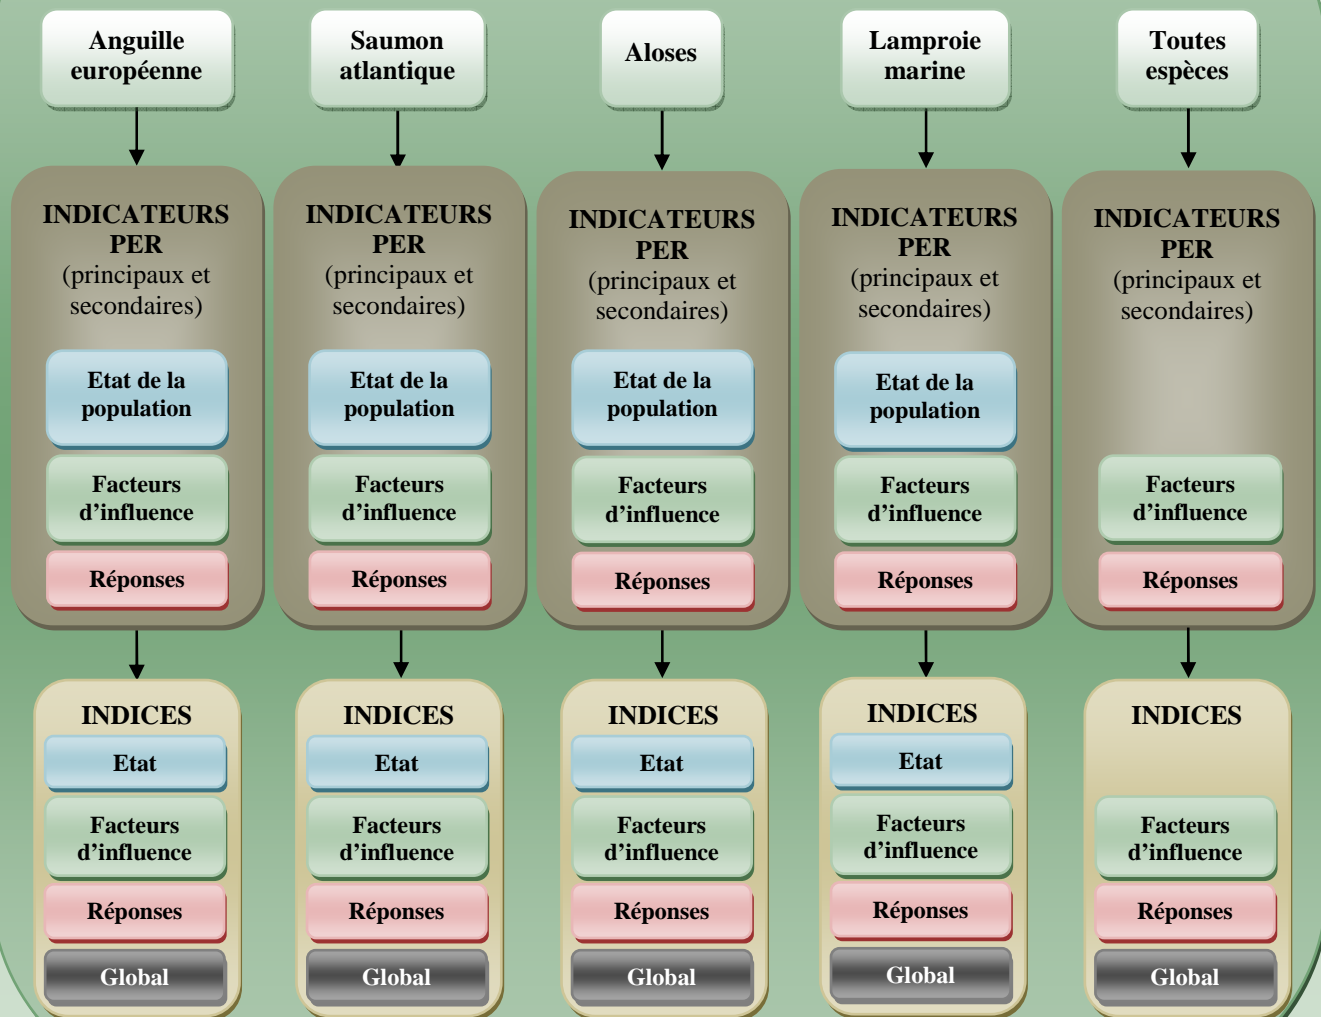 Anguille
européenne
Saumon
atlantique
Aloses
Lamproie
marine
Toutes
espèces
INDICATEURS
PER
(principaux et
secondaires)
Etat de la
population
Facteurs
d’influence
Réponses
INDICATEURS
PER
(principaux et
secondaires)
Etat de la
population
Facteurs
d’influence
Réponses
INDICATEURS
PER
(principaux et
secondaires)
Etat de la
population
Facteurs
d’influence
Réponses
INDICATEURS
PER
(principaux et
secondaires)
Etat de la
population
Facteurs
d’influence
Réponses
INDICATEURS
PER
(principaux et
secondaires)
Facteurs
d’influence
Réponses
INDICES
Etat
Facteurs
d’influence
Réponses
Global
INDICES
Etat
Facteurs
d’influence
Réponses
Global
INDICES
Etat
Facteurs
d’influence
Réponses
Global
INDICES
Etat
Facteurs
d’influence
Réponses
Global
INDICES
Facteurs
d’influence
Réponses
Global